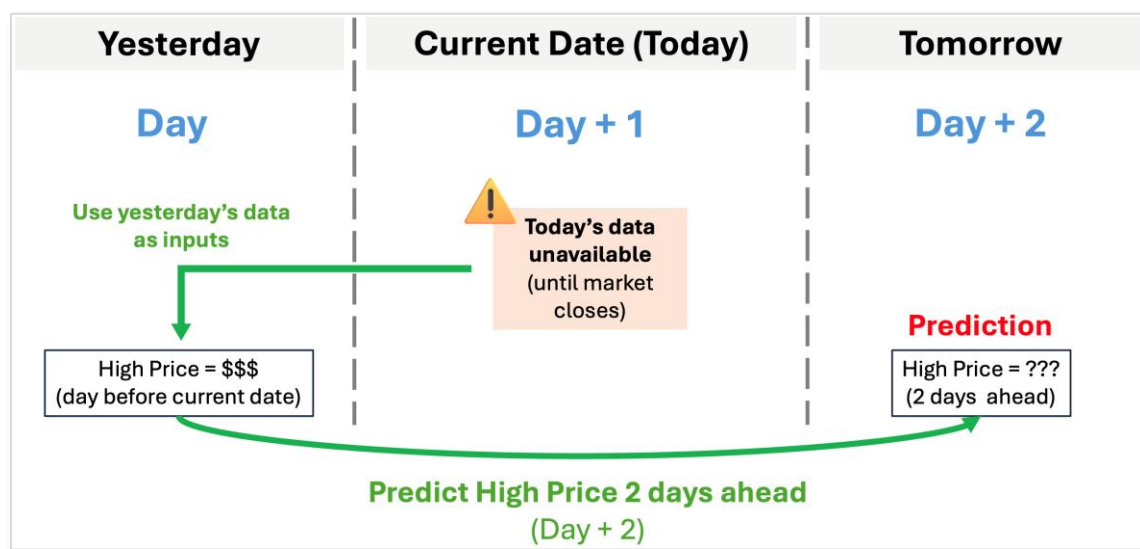 Yesterday
Current Date (Today)
Tomorrow
Day
Day + 1
Day + 2
Use yesterday's data
as inputs
Today's data
unavailable
(until market
closes)
Prediction
High Price = $$$
(day before current date)
High Price = ???
(2 days  ahead)
Predict High Price 2 days ahead
(Day + 2)